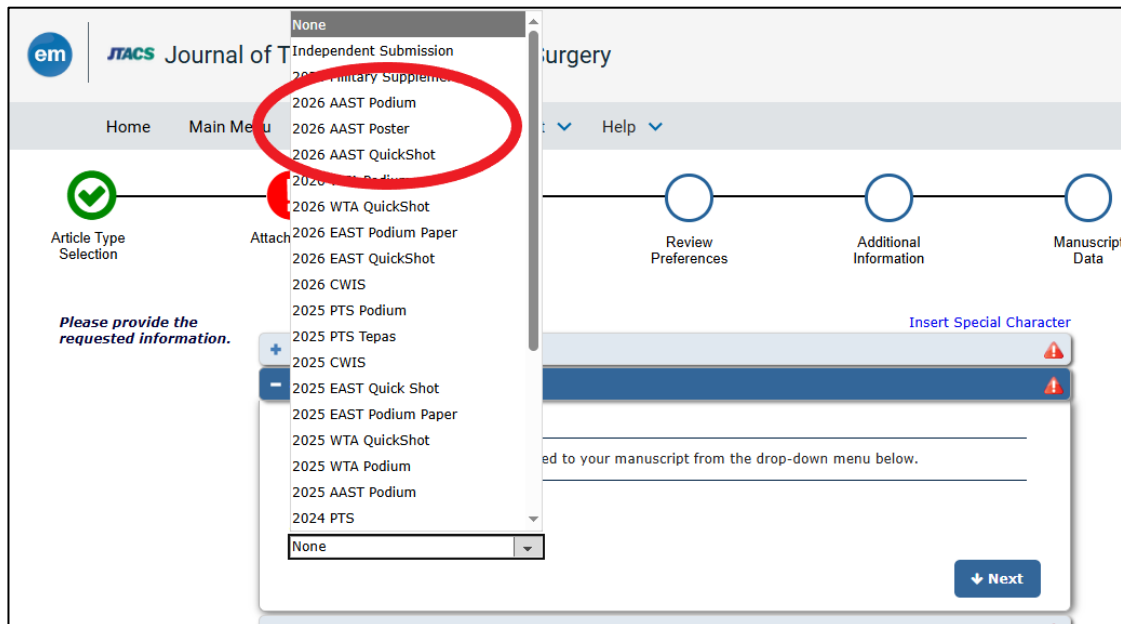 em
JTACS Journal of T
urgery
Home
Main Me
Help
None
Independent Submission
Military Supplemen
2026 AAST Podium
2026 AAST Poster
2026 AAST QuickShot
2026
2026 WTA QuickShot
2026 EAST Podium Paper
2026 EAST QuickShot
2026 CWIS
2025 PTS Podium
2025 PTS Tepas
2025 CWIS
2025 EAST Quick Shot
2025 EAST Podium Paper
2025 WTA QuickShot
2025 WTA Podium
2025 AAST Podium
2024 PTS
None
Article Type
Selection
Attach
Review
Preferences
Additional
Information
Manuscrip
Data
Please provide the
requested information.
Insert Special Character
ed to your manuscript from the drop-down menu below.
Next